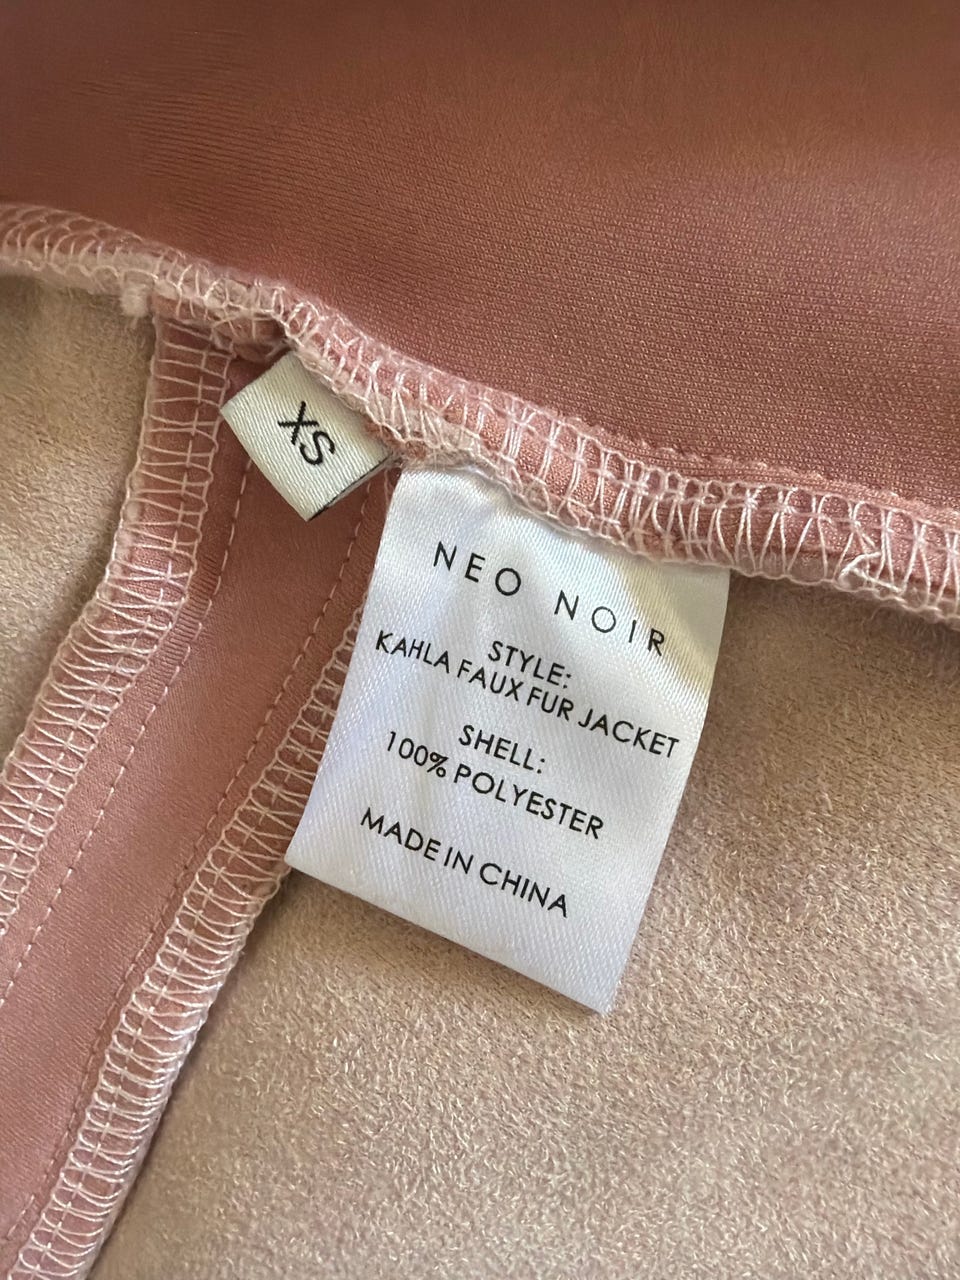 XS
NEO NOIR
STYLE:
KAHLA FAUX FUR JACKET
SHELL:
100% POLYESTER
MADE IN CHINA